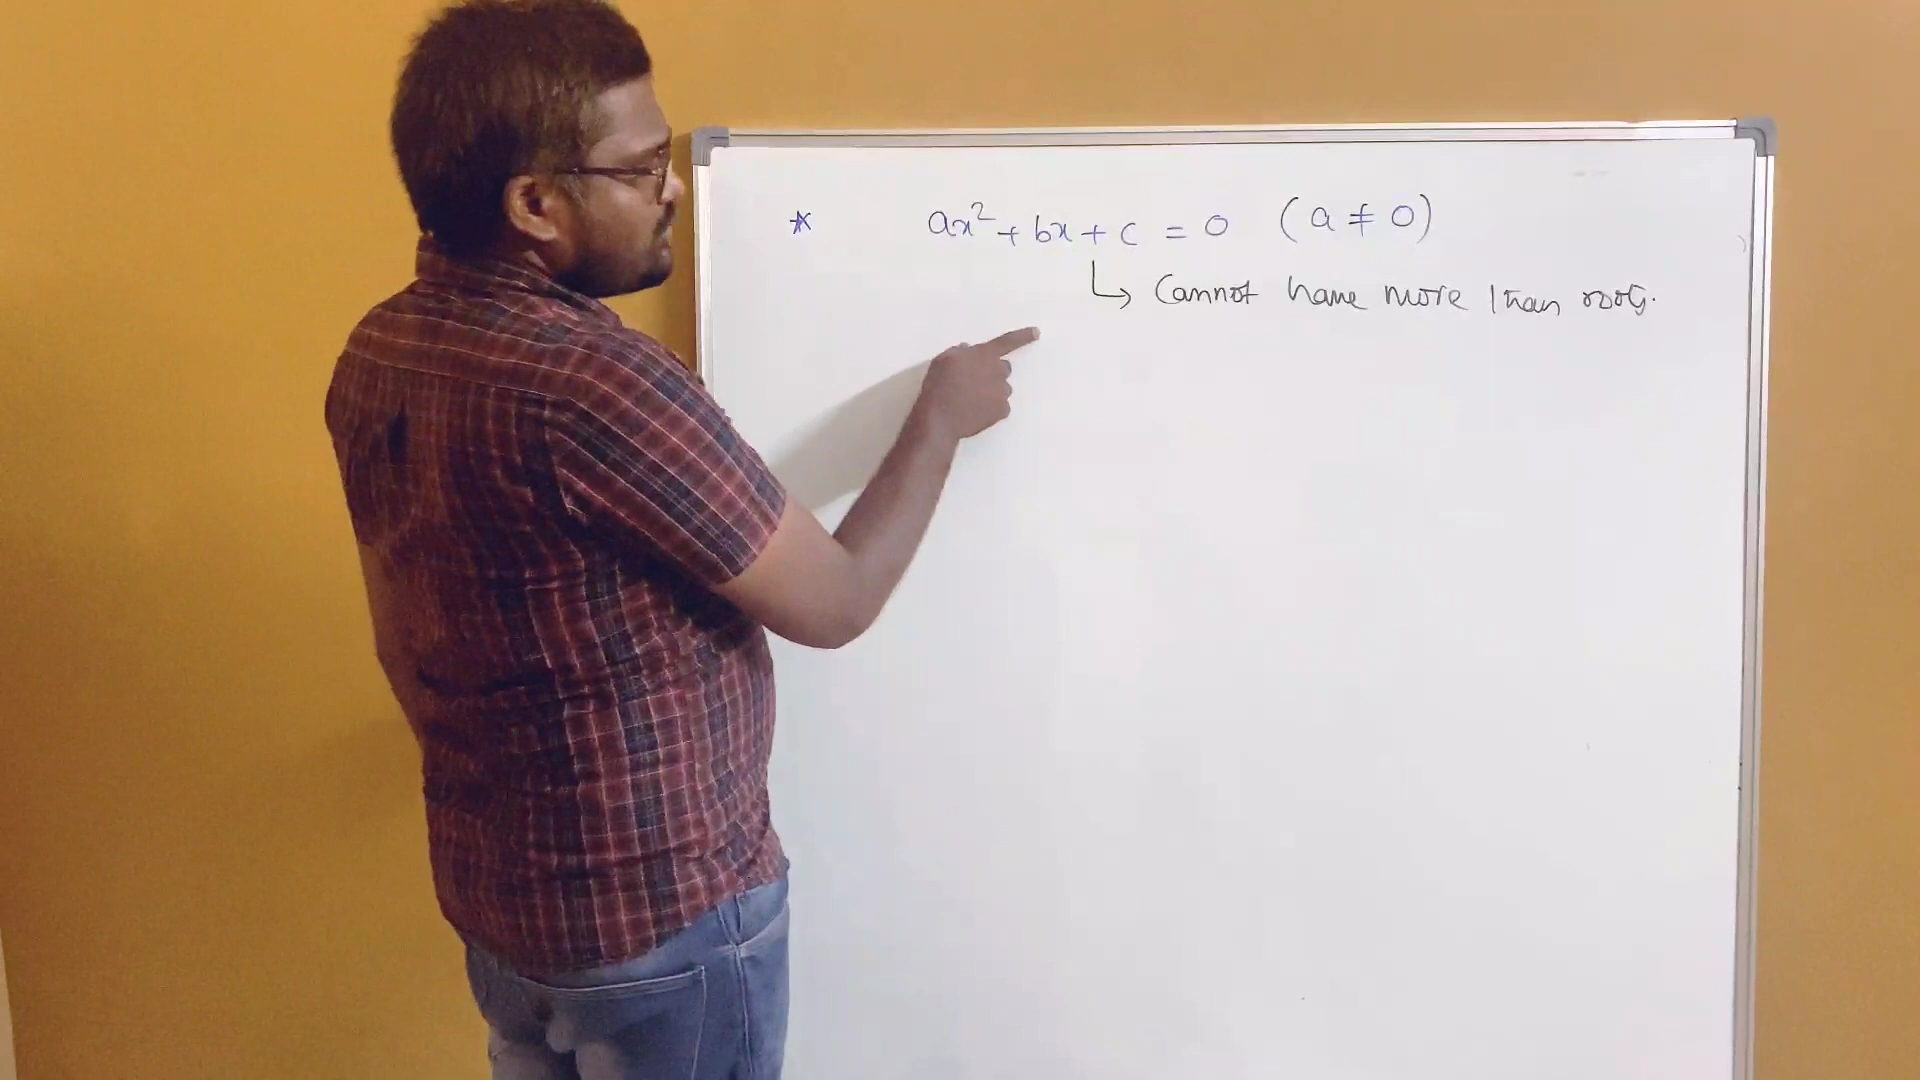 * ax² + bx + c = 0 (a ≠ 0)
↳ Cannot have more than roots.